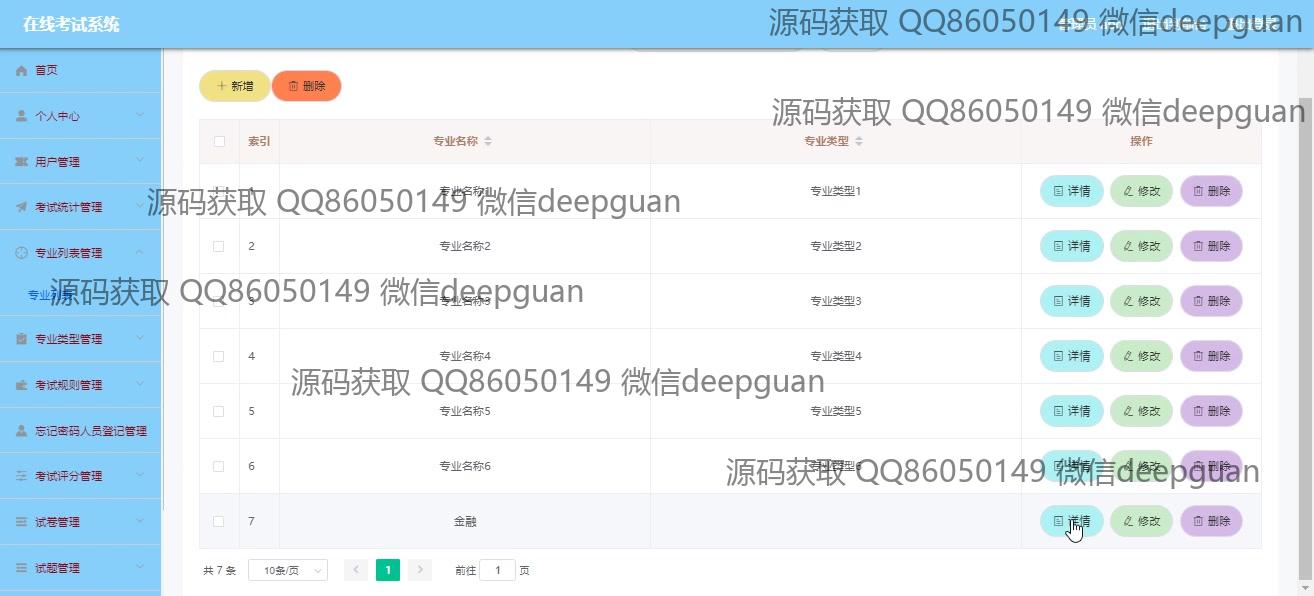 在线考试系统
源码获取 QQ86050149 微信deepguan
首页
个人中心
用户管理
考试统计管理
专业列表管理
专业列表
专业类型管理
考试规则管理
忘记密码人员登记管理
考试评分管理
试卷管理
试题管理
新增 删除
源码获取 QQ86050149 微信deepguan
索引 专业名称 专业类型 操作
专业名称1 专业类型1 详情 修改 删除
源码获取 QQ86050149 微信deepguan
2 专业名称2 专业类型2 详情 修改 删除
3 专业名称3 专业类型3 详情 修改 删除
源码获取 QQ86050149 微信deepguan
4 专业名称4 专业类型4 详情 修改 删除
源码获取 QQ86050149 微信deepguan
5 专业名称5 专业类型5 详情 修改 删除
6 专业名称6 专业类型6 详情 修改 删除
源码获取 QQ86050149 微信deepguan
7 金融 详情 修改 删除
共 7 条 10条/页 1 前往 1 页